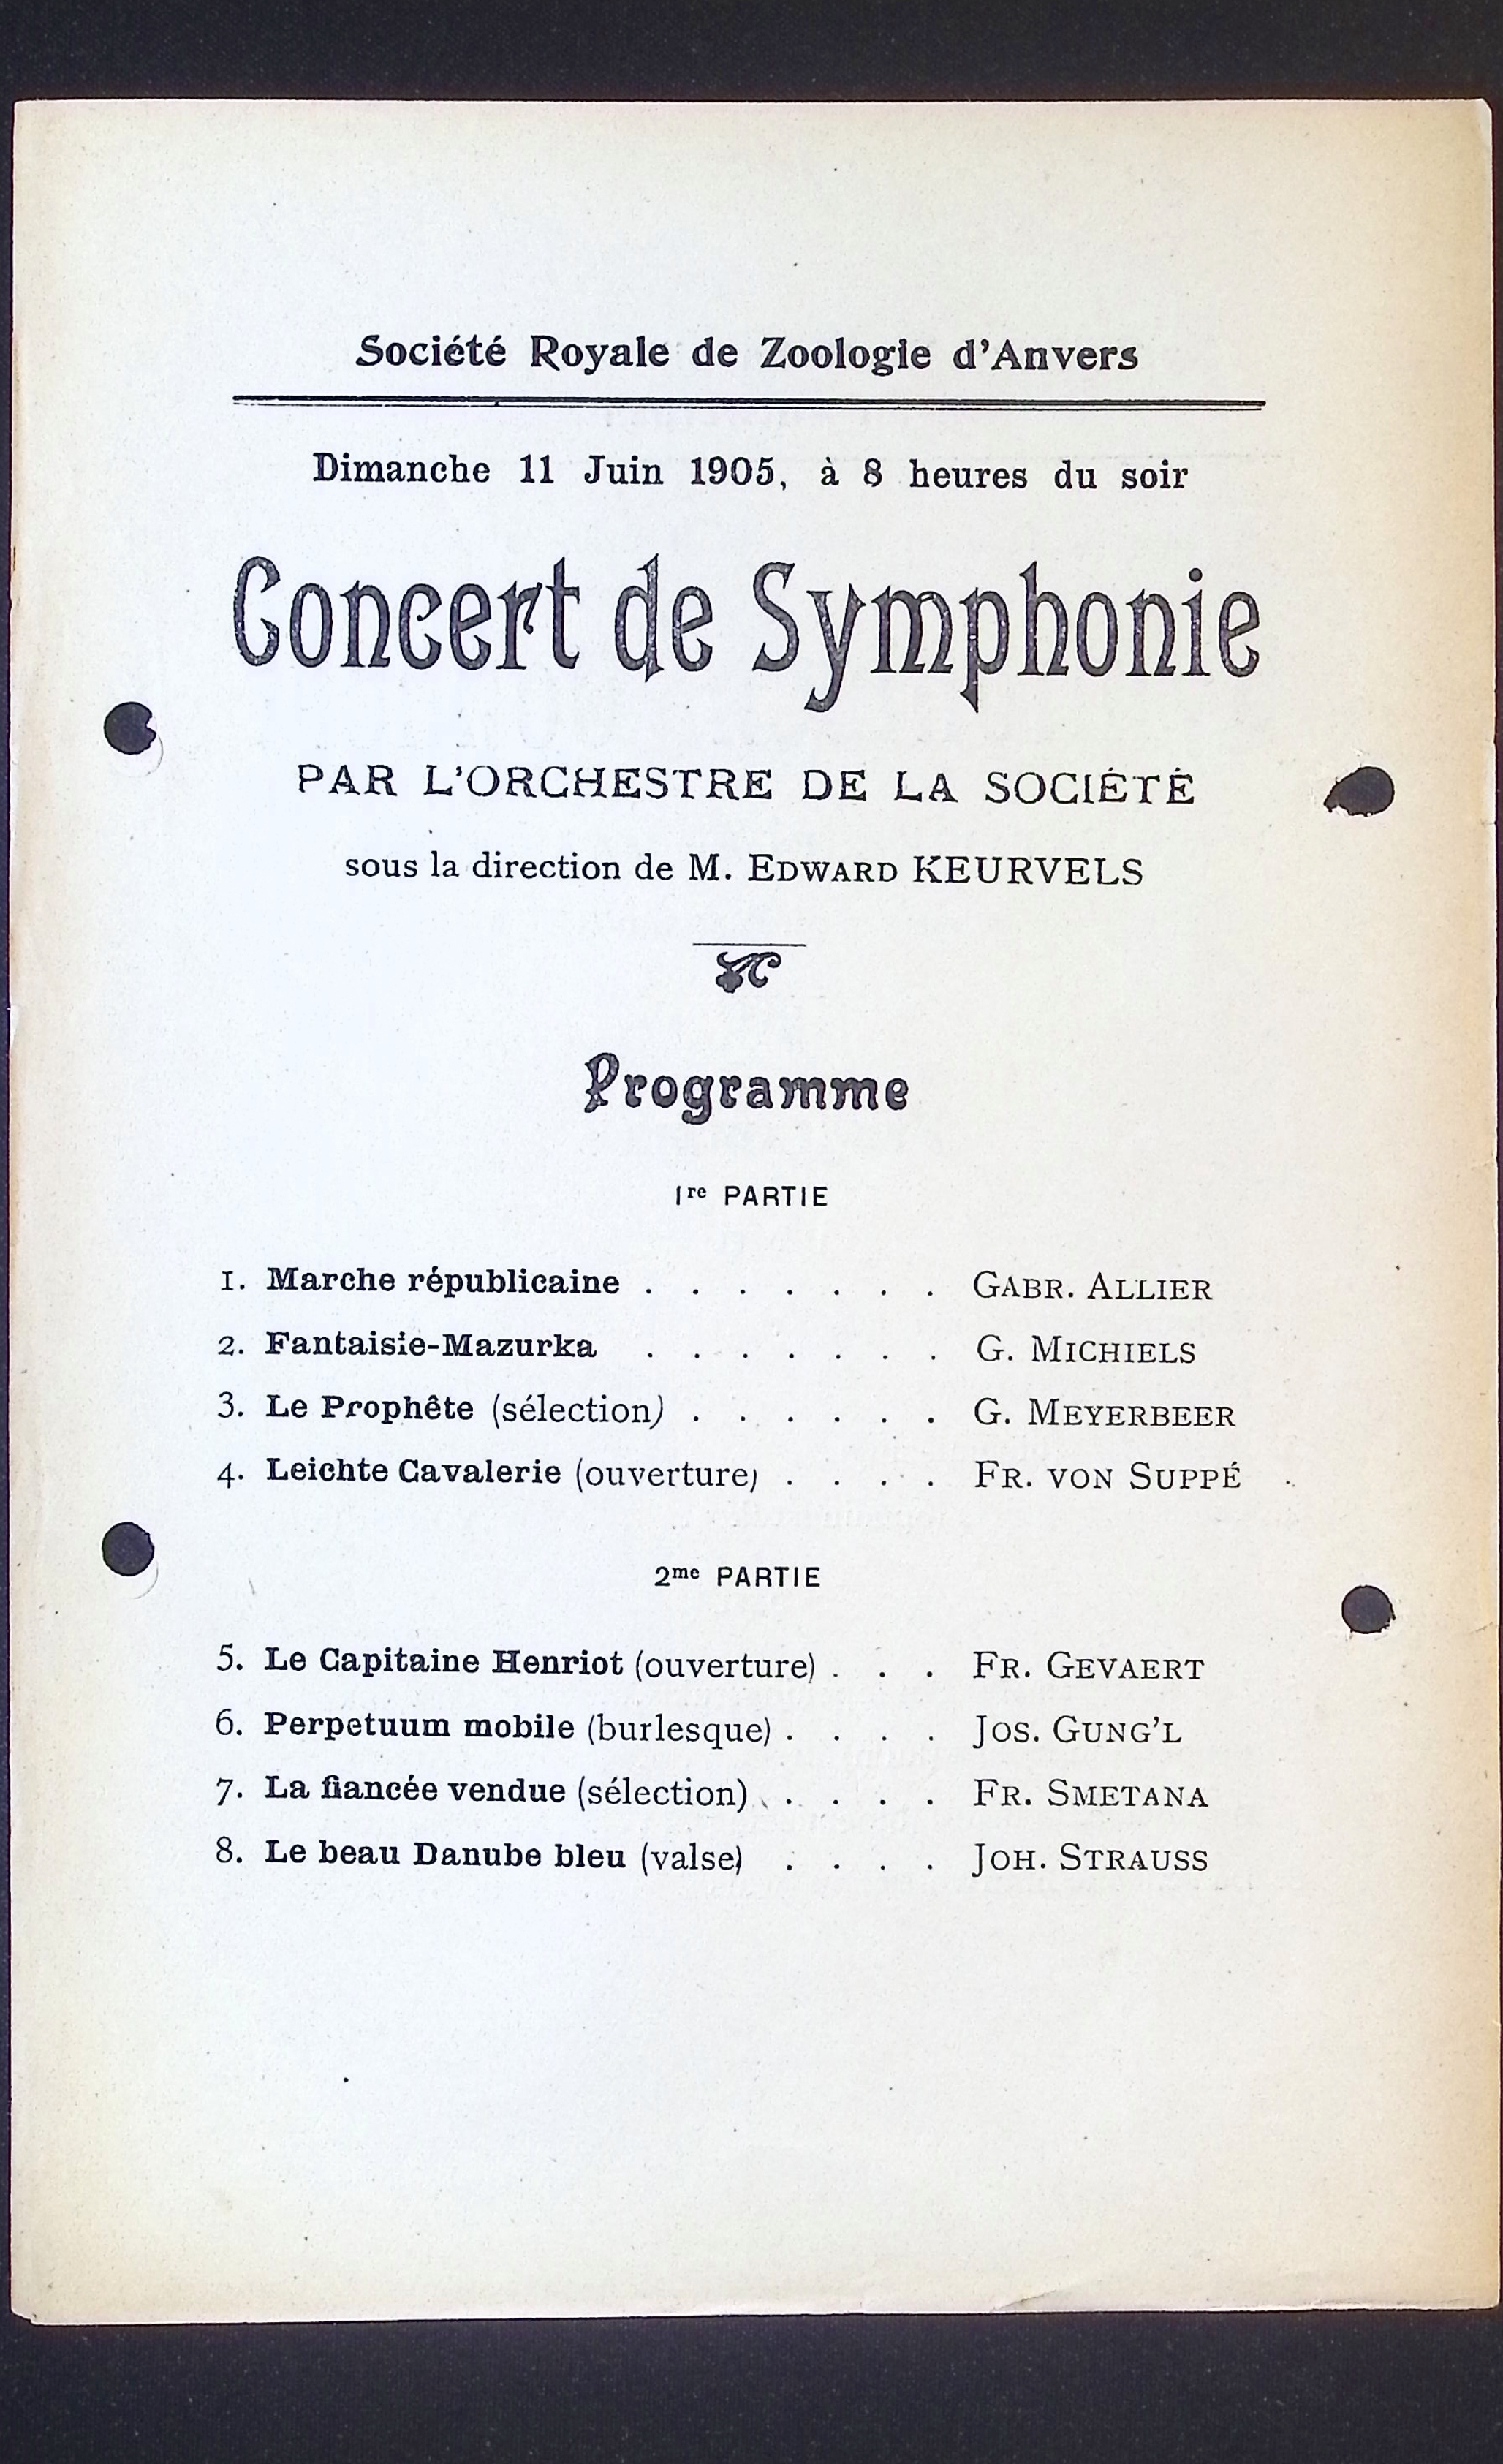 Société Royale de Zoologie d'Anvers
Dimanche 11 Juin 1905, à 8 heures du soir
Concert de Symphonie
PAR L'ORCHESTRE DE LA SOCIÉTÉ
sous la direction de M. EDWARD KEURVELS
Programme
1re PARTIE
1. Marche républicaine . . . . . . . GABR. ALLIER
2. Fantaisie-Mazurka . . . . . . . G. MICHIELS
3. Le Prophête (sélection) . . . . . . G. MEYERBEER
4. Leichte Cavalerie (ouverture) . . . . FR. VON SUPPÉ
2me PARTIE
5. Le Capitaine Henriot (ouverture) . . . FR. GEVAERT
6. Perpetuum mobile (burlesque) . . . . JOS. GUNG'L
7. La fiancée vendue (sélection) . . . . FR. SMETANA
8. Le beau Danube bleu (valse) . . . . JOH. STRAUSS